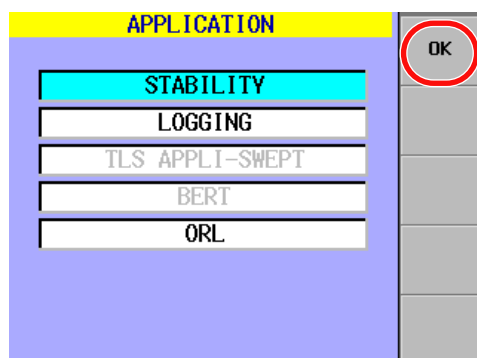 APPLICATION
OK
STABILITY
LOGGING
TLS APPLI-SWEPT
BERT
ORL